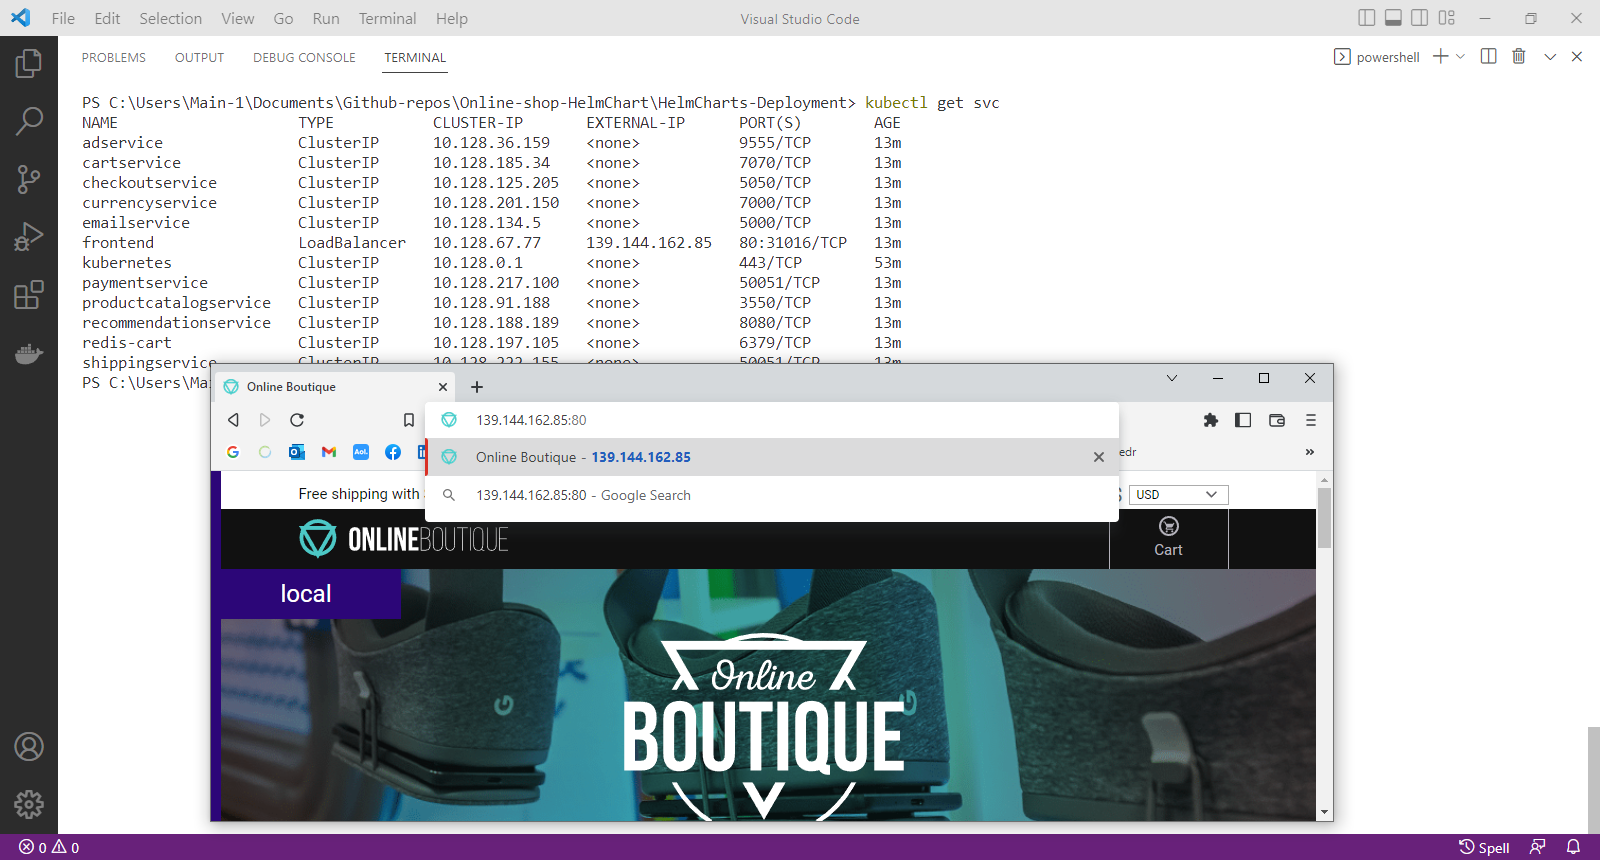 File Edit Selection View Go Run Terminal Help Visual Studio Code
PROBLEMS OUTPUT DEBUG CONSOLE TERMINAL powershell
PS C:\Users\Main-1\Documents\Github-repos\Online-shop-HelmChart\HelmCharts-Deployment> kubectl get svc
NAME TYPE CLUSTER-IP EXTERNAL-IP PORT(S) AGE
adservice ClusterIP 10.128.36.159 <none> 9555/TCP 13m
cartservice ClusterIP 10.128.185.34 <none> 7070/TCP 13m
checkoutservice ClusterIP 10.128.125.205 <none> 5050/TCP 13m
currencyservice ClusterIP 10.128.201.150 <none> 7000/TCP 13m
emailservice ClusterIP 10.128.134.5 <none> 5000/TCP 13m
frontend LoadBalancer 10.128.67.77 139.144.162.85 80:31016/TCP 13m
kubernetes ClusterIP 10.128.0.1 <none> 443/TCP 53m
paymentservice ClusterIP 10.128.217.100 <none> 50051/TCP 13m
productcatalogservice ClusterIP 10.128.91.188 <none> 3550/TCP 13m
recommendationservice ClusterIP 10.128.188.189 <none> 8080/TCP 13m
redis-cart ClusterIP 10.128.197.105 <none> 6379/TCP 13m
shippingservice ClusterIP 10.128.222.155 <none> 50051/TCP 13m
PS C:\Users\Ma
Online Boutique
139.144.162.85:80
Aol.
Online Boutique - 139.144.162.85
edr
139.144.162.85:80 - Google Search
Free shipping with
USD
ONLINEBOUTIQUE
Cart
local
Online
BOUTIQUE
0 0 Spell